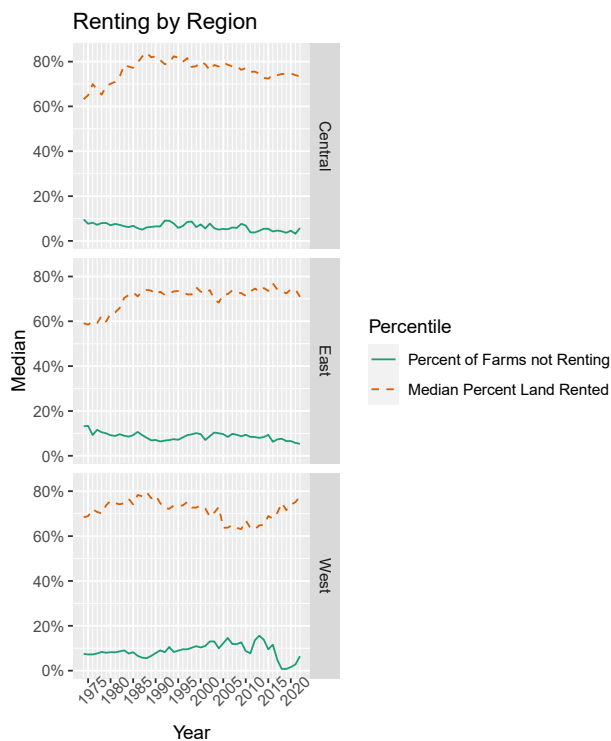 Renting by Region
80%
60%
40%
20%
0%
Central
80%
60%
40%
20%
0%
East
80%
60%
40%
20%
0%
West
Median
1975 1980 1985 1990 1995 2000 2005 2010 2015 2020
Year
Percentile
Percent of Farms not Renting
Median Percent Land Rented